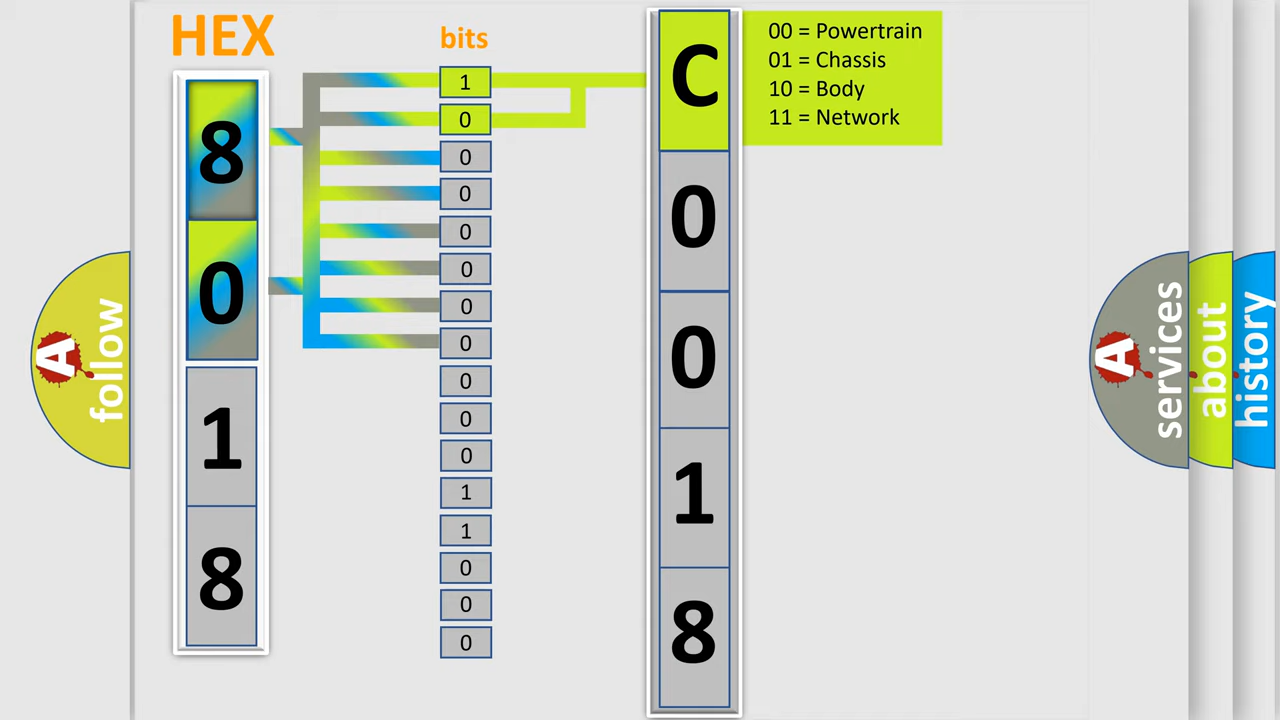 HEX
bits
8
0
1
8
1
0
0
0
0
0
0
0
0
0
0
1
1
0
0
0
C
0
0
1
8
00 = Powertrain
01 = Chassis
10 = Body
11 = Network
A
follow
A
services
about
history